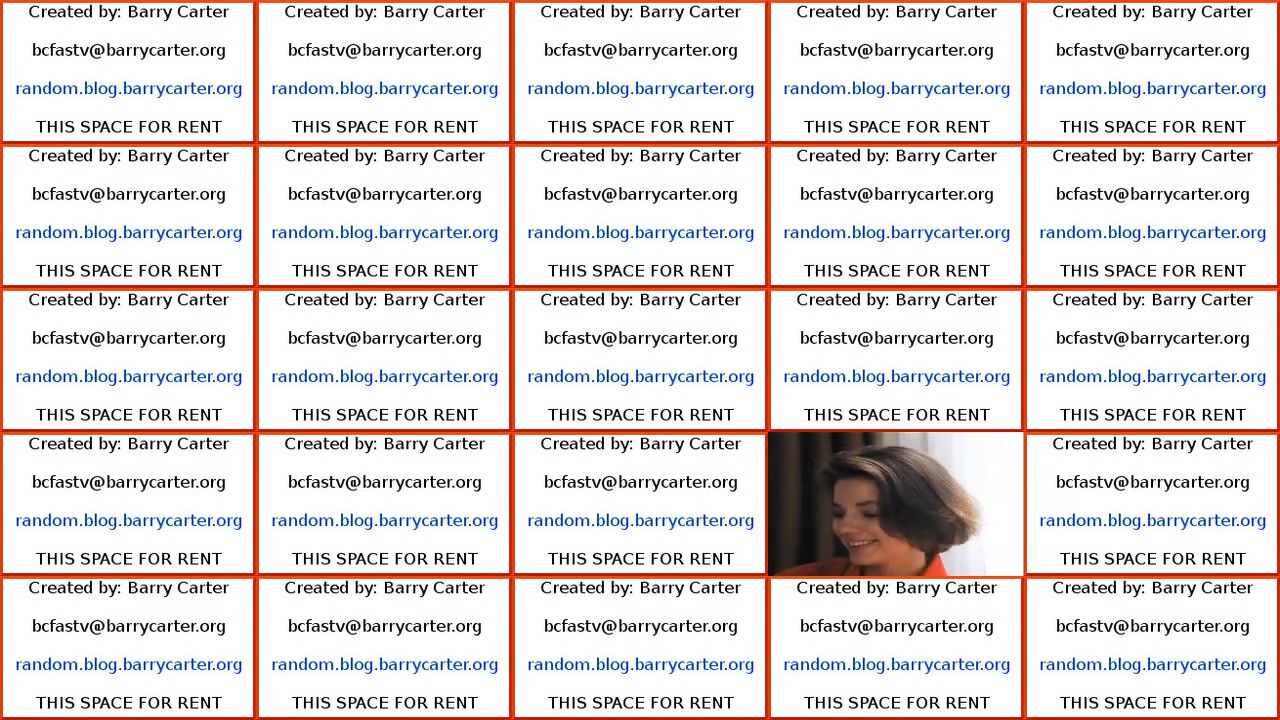 Created by: Barry Carter
bcfastv@barrycarter.org
random.blog.barrycarter.org
THIS SPACE FOR RENT
Created by: Barry Carter
bcfastv@barrycarter.org
random.blog.barrycarter.org
THIS SPACE FOR RENT
Created by: Barry Carter
bcfastv@barrycarter.org
random.blog.barrycarter.org
THIS SPACE FOR RENT
Created by: Barry Carter
bcfastv@barrycarter.org
random.blog.barrycarter.org
THIS SPACE FOR RENT
Created by: Barry Carter
bcfastv@barrycarter.org
random.blog.barrycarter.org
THIS SPACE FOR RENT
Created by: Barry Carter
bcfastv@barrycarter.org
random.blog.barrycarter.org
THIS SPACE FOR RENT
Created by: Barry Carter
bcfastv@barrycarter.org
random.blog.barrycarter.org
THIS SPACE FOR RENT
Created by: Barry Carter
bcfastv@barrycarter.org
random.blog.barrycarter.org
THIS SPACE FOR RENT
Created by: Barry Carter
bcfastv@barrycarter.org
random.blog.barrycarter.org
THIS SPACE FOR RENT
Created by: Barry Carter
bcfastv@barrycarter.org
random.blog.barrycarter.org
THIS SPACE FOR RENT
Created by: Barry Carter
bcfastv@barrycarter.org
random.blog.barrycarter.org
THIS SPACE FOR RENT
Created by: Barry Carter
bcfastv@barrycarter.org
random.blog.barrycarter.org
THIS SPACE FOR RENT
Created by: Barry Carter
bcfastv@barrycarter.org
random.blog.barrycarter.org
THIS SPACE FOR RENT
Created by: Barry Carter
bcfastv@barrycarter.org
random.blog.barrycarter.org
THIS SPACE FOR RENT
Created by: Barry Carter
bcfastv@barrycarter.org
random.blog.barrycarter.org
THIS SPACE FOR RENT
Created by: Barry Carter
bcfastv@barrycarter.org
random.blog.barrycarter.org
THIS SPACE FOR RENT
Created by: Barry Carter
bcfastv@barrycarter.org
random.blog.barrycarter.org
THIS SPACE FOR RENT
Created by: Barry Carter
bcfastv@barrycarter.org
random.blog.barrycarter.org
THIS SPACE FOR RENT
Created by: Barry Carter
bcfastv@barrycarter.org
random.blog.barrycarter.org
THIS SPACE FOR RENT
Created by: Barry Carter
bcfastv@barrycarter.org
random.blog.barrycarter.org
THIS SPACE FOR RENT
Created by: Barry Carter
bcfastv@barrycarter.org
random.blog.barrycarter.org
THIS SPACE FOR RENT
Created by: Barry Carter
bcfastv@barrycarter.org
random.blog.barrycarter.org
THIS SPACE FOR RENT
Created by: Barry Carter
bcfastv@barrycarter.org
random.blog.barrycarter.org
THIS SPACE FOR RENT
Created by: Barry Carter
bcfastv@barrycarter.org
random.blog.barrycarter.org
THIS SPACE FOR RENT